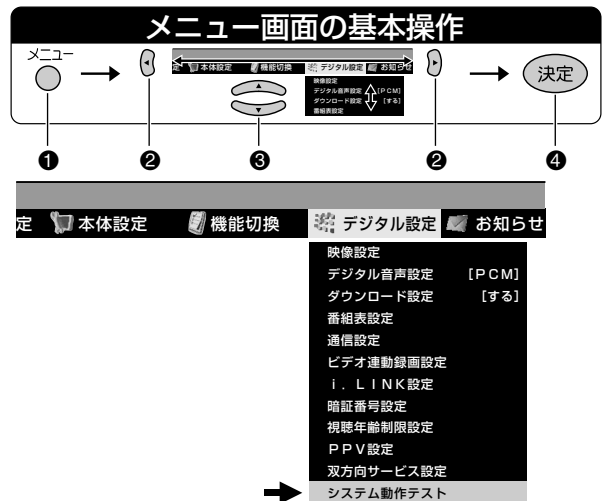 メニュー画面の基本操作
メニュー
定 本体設定 機能切換 デジタル設定 お知らせ
映像設定
デジタル音声設定 [PCM]
ダウンロード設定 [する]
番組表設定
決定
❶ ❷ ❸ ❷ ❹
定 本体設定 機能切換 デジタル設定 お知らせ
映像設定
デジタル音声設定 [PCM]
ダウンロード設定 [する]
番組表設定
通信設定
ビデオ連動録画設定
i.LINK設定
暗証番号設定
視聴年齢制限設定
PPV設定
双方向サービス設定
システム動作テスト